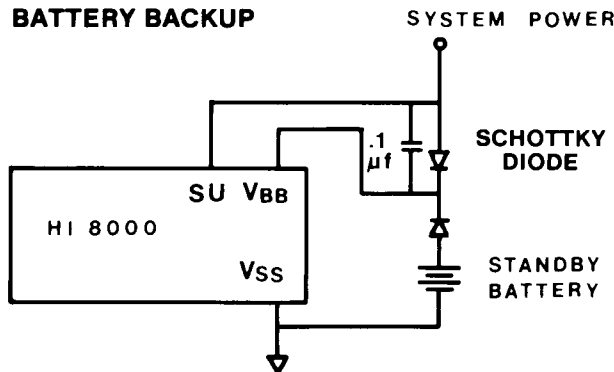 BATTERY BACKUP
SYSTEM POWER
.1
µf
SCHOTTKY
DIODE
SU VBB
HI 8000
VSS
STANDBY
BATTERY